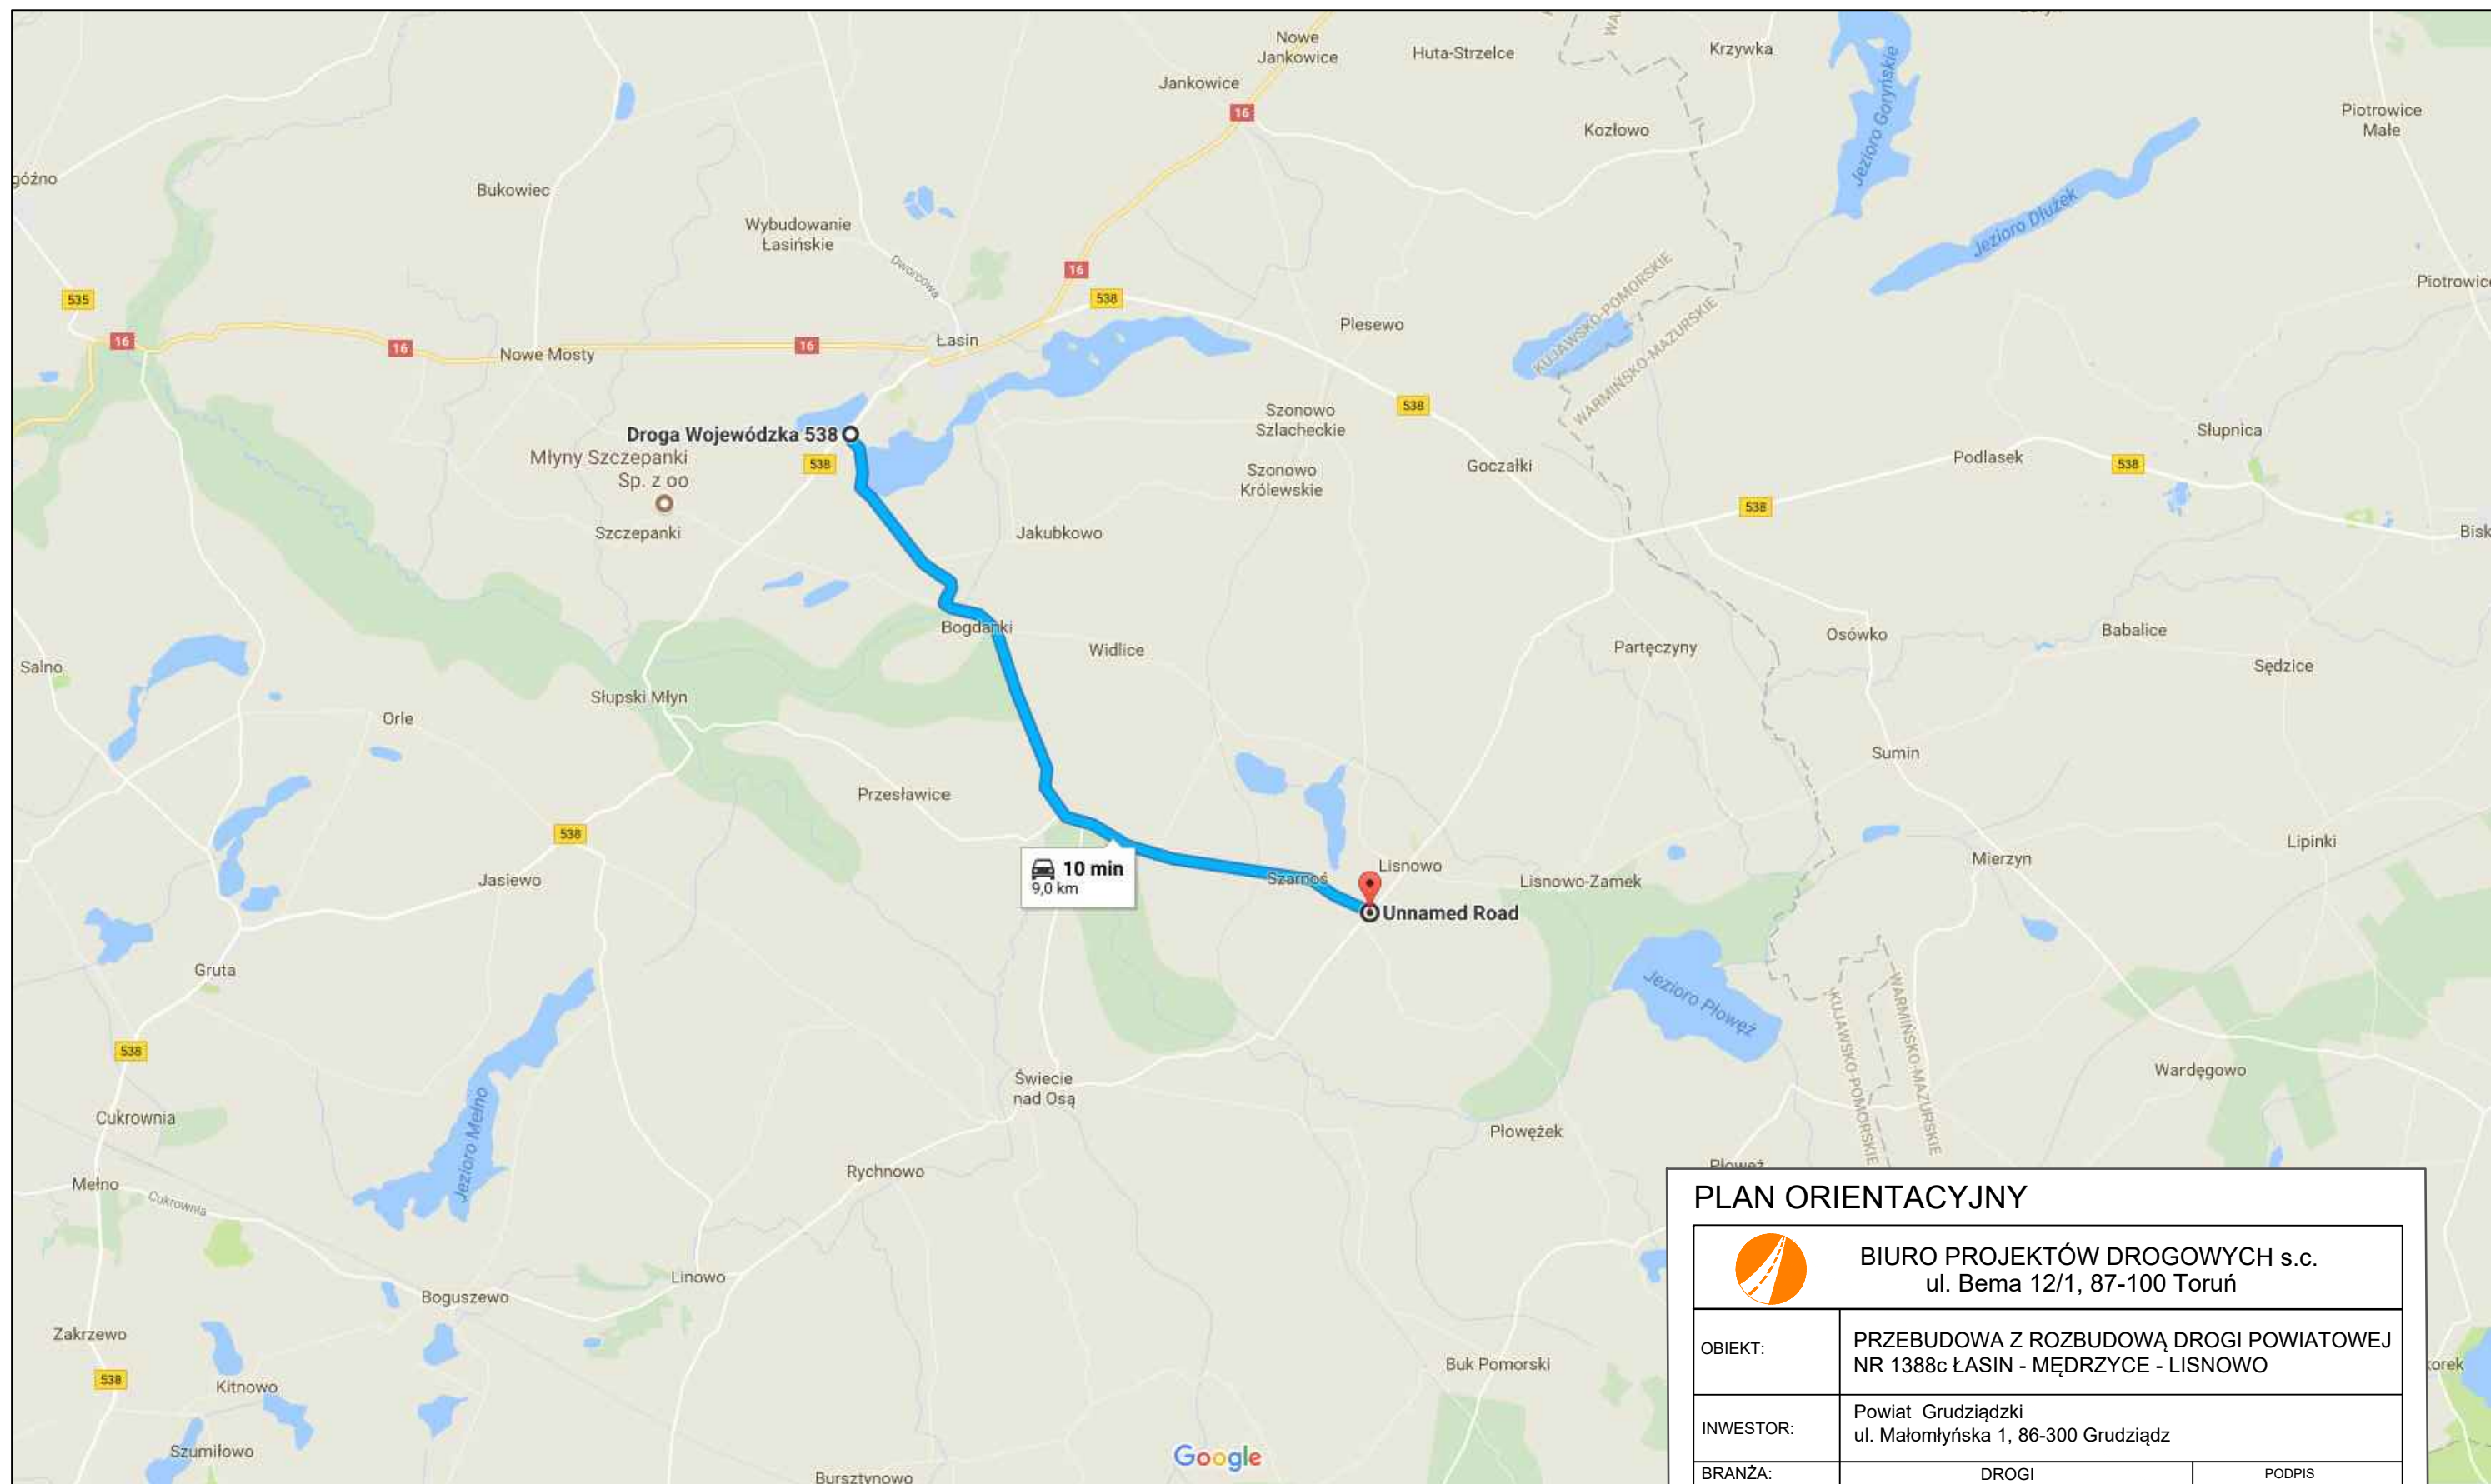 Nowe
Jankowice
Huta-Strzelce
Krzywka
Jankowice
16
Jezioro Goryńskie
Piotrowice
Małe
Kozłowo
góźno
Bukowiec
Wybudowanie
Łasińskie
Dworcowa
Jezioro Dłużek
16
535
538
KUJAWSKO-POMORSKIE
WARMIŃSKO-MAZURSKIE
Piotrowic
Plesewo
16
16
Nowe Mosty
16
Łasin
Szonowo
Szlacheckie
538
Droga Wojewódzka 538
Młyny Szczepanki
Sp. z oo
538
Szczepanki
Szonowo
Królewskie
Goczałki
Podlasek
538
Słupnica
538
Bisk
Jakubkowo
Bogdanki
Widlice
Partęczyny
Osówko
Babalice
Sędzice
Salno
Słupski Młyn
Orle
Sumin
Przesławice
538
Jasiewo
10 min
9,0 km
Szarnoś
Lisnowo
Lisnowo-Zamek
Mierzyn
Lipinki
Unnamed Road
Gruta
Jezioro Płowęż
KUJAWSKO-POMORSKIE
WARMIŃSKO-MAZURSKIE
538
Świecie
nad Osą
Wardęgowo
Cukrownia
Jezioro Mełno
Płowężek
Płowęż
Mełno
Cukrownia
Rychnowo
Linowo
Boguszewo
Zakrzewo
538
Kitnowo
Buk Pomorski
korek
Szumiłowo
Bursztynowo
Google
PLAN ORIENTACYJNY
BIURO PROJEKTÓW DROGOWYCH s.c.
ul. Bema 12/1, 87-100 Toruń
OBIEKT:
PRZEBUDOWA Z ROZBUDOWĄ DROGI POWIATOWEJ
NR 1388c ŁASIN - MĘDRZYCE - LISNOWO
INWESTOR:
Powiat Grudziądzki
ul. Małomłyńska 1, 86-300 Grudziądz
BRANŻA:
DROGI
PODPIS